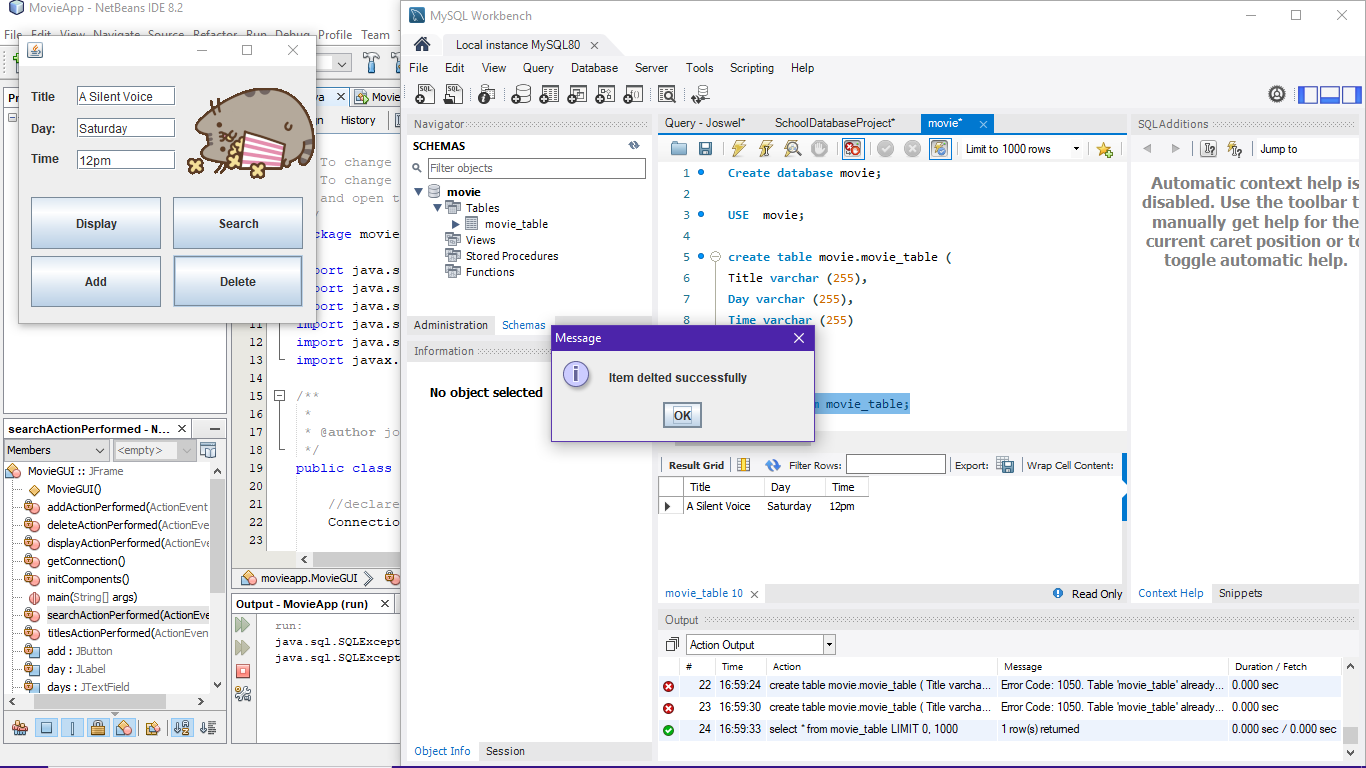 MovieApp - NetBeans IDE 8.2
File Edit View Navigate Source Refactor Run Debug Profile Team
Title A Silent Voice
Day: Saturday
Time 12pm
Display Search
Add Delete
History
To change
To change
and open t
movie
import java.s
import java.s
import javax.
11
12
13
14
15 /**
16 *
17 * @author jo
18 */
19 public class
20
21 //declare
22 Connection
23
searchActionPerformed - N...
Members <empty>
MovieGUI :: JFrame
MovieGUI()
addActionPerformed(ActionEvent
deleteActionPerformed(ActionEve
displayActionPerformed(ActionEve
getConnection()
initComponents()
main(String[] args)
searchActionPerformed(ActionEve
titlesActionPerformed(ActionEven
add : JButton
day : JLabel
days : JTextField
movieapp.MovieGUI
Output - MovieApp (run)
run:
java.sql.SQLExcept
java.sql.SQLExcept
MySQL Workbench
Local instance MySQL80
File Edit View Query Database Server Tools Scripting Help
Navigator
SCHEMAS
Filter objects
movie
Tables
movie_table
Views
Stored Procedures
Functions
Administration Schemas
Information
No object selected
Object Info Session
Query - Joswel* SchoolDatabaseProject* movie*
Limit to 1000 rows
1 Create database movie;
2
3 USE movie;
4
5 create table movie.movie_table (
6 Title varchar (255),
7 Day varchar (255),
8 Time varchar (255)
movie_table;
Message
Item delted successfully
OK
Result Grid Filter Rows: Export: Wrap Cell Content:
Title Day Time
A Silent Voice Saturday 12pm
movie_table 10 Read Only
SQLAdditions
Jump to
Automatic context help is
disabled. Use the toolbar t
manually get help for the
current caret position or to
toggle automatic help.
Context Help Snippets
Output
Action Output
# Time Action Message Duration / Fetch
22 16:59:24 create table movie.movie_table ( Title varcha... Error Code: 1050. Table 'movie_table' already... 0.000 sec
23 16:59:30 create table movie.movie_table ( Title varcha... Error Code: 1050. Table 'movie_table' already... 0.000 sec
24 16:59:33 select * from movie_table LIMIT 0, 1000 1 row(s) returned 0.000 sec / 0.000 sec